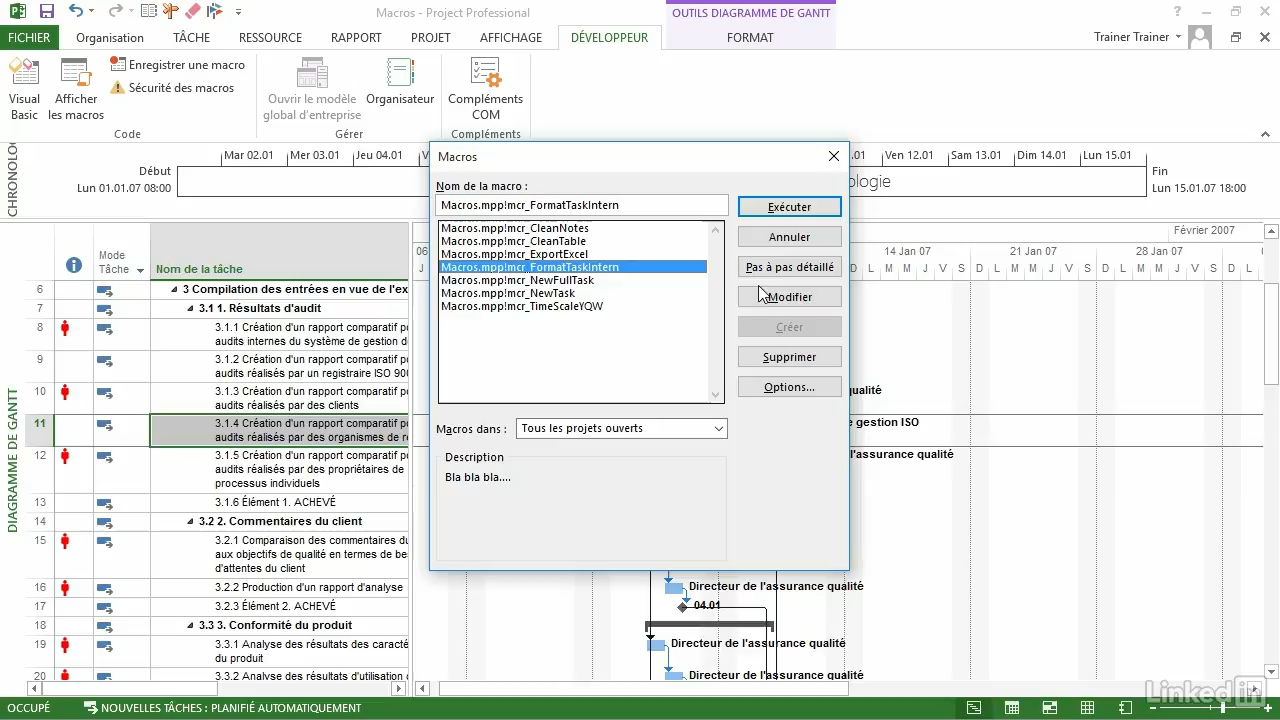 Macros - Project Professional
OUTILS DIAGRAMME DE GANTT
FICHIER
Organisation
TÂCHE
RESSOURCE
RAPPORT
PROJET
AFFICHAGE
DÉVELOPPEUR
FORMAT
Trainer Trainer
Visual
Basic
Afficher
les macros
Enregistrer une macro
Sécurité des macros
Code
Ouvrir le modèle
global d'entreprise
Organisateur
Gérer
Compléments
COM
Compléments
CHRONOLO
Début
Lun 01.01.07 08:00
Mar 02.01
Mer 03.01
Jeu 04.01
V
.01
Ven 12.01
Sam 13.01
Dim 14.01
Lun 15.01
ologie
Fin
Lun 15.01.07 18:00
Macros
Nom de la macro :
Macros.mpp!mcr_FormatTaskIntern
Macros.mpp!mcr_CleanNotes
Macros.mpp!mcr_CleanTable
Macros.mpp!mcr_ExportExcel
Macros.mpp!mcr_FormatTaskIntern
Macros.mpp!mcr_NewFullTask
Macros.mpp!mcr_NewTask
Macros.mpp!mcr_TimeScaleYQW
Exécuter
Annuler
Pas à pas détaillé
Modifier
Créer
Supprimer
Options...
Macros dans :
Tous les projets ouverts
Description
Bla bla bla....
DIAGRAMME DE GANTT
Mode
Tâche
Nom de la tâche
06
J
Février 2007
14 Jan 07
21 Jan 07
28 Jan 07
D L M M J V S D L M M J V S D L M M J V S D L
6 3 Compilation des entrées en vue de l'ex
7 3.1 1. Résultats d'audit
8 3.1.1 Création d'un rapport comparatif po
audits internes du système de gestion d
9 3.1.2 Création d'un rapport comparatif po
audits réalisés par un registraire ISO 900
10 3.1.3 Création d'un rapport comparatif po
audits réalisés par des clients
qualité
11 3.1.4 Création d'un rapport comparatif po
audits réalisés par des organismes de ré
e gestion ISO
12 3.1.5 Création d'un rapport comparatif po
audits réalisés par des propriétaires de
processus individuels
l'assurance qualité
13 3.1.6 Élément 1. ACHEVÉ
14 3.2 2. Commentaires du client
15 3.2.1 Comparaison des commentaires du
aux objectifs de qualité en termes de be
d'attentes du client
16 3.2.2 Production d'un rapport d'analyse
Directeur de l'assurance qualité
17 3.2.3 Élément 2. ACHEVÉ
04.01
18 3.3 3. Conformité du produit
19 3.3.1 Analyse des résultats des caracté
du produit
Directeur de l'assurance qualité
20 3.3.2 Analyse des résultats d'utilisation
Directeur de l'assurance qualité
OCCUPÉ
NOUVELLES TÂCHES : PLANIFIÉ AUTOMATIQUEMENT
Linked in